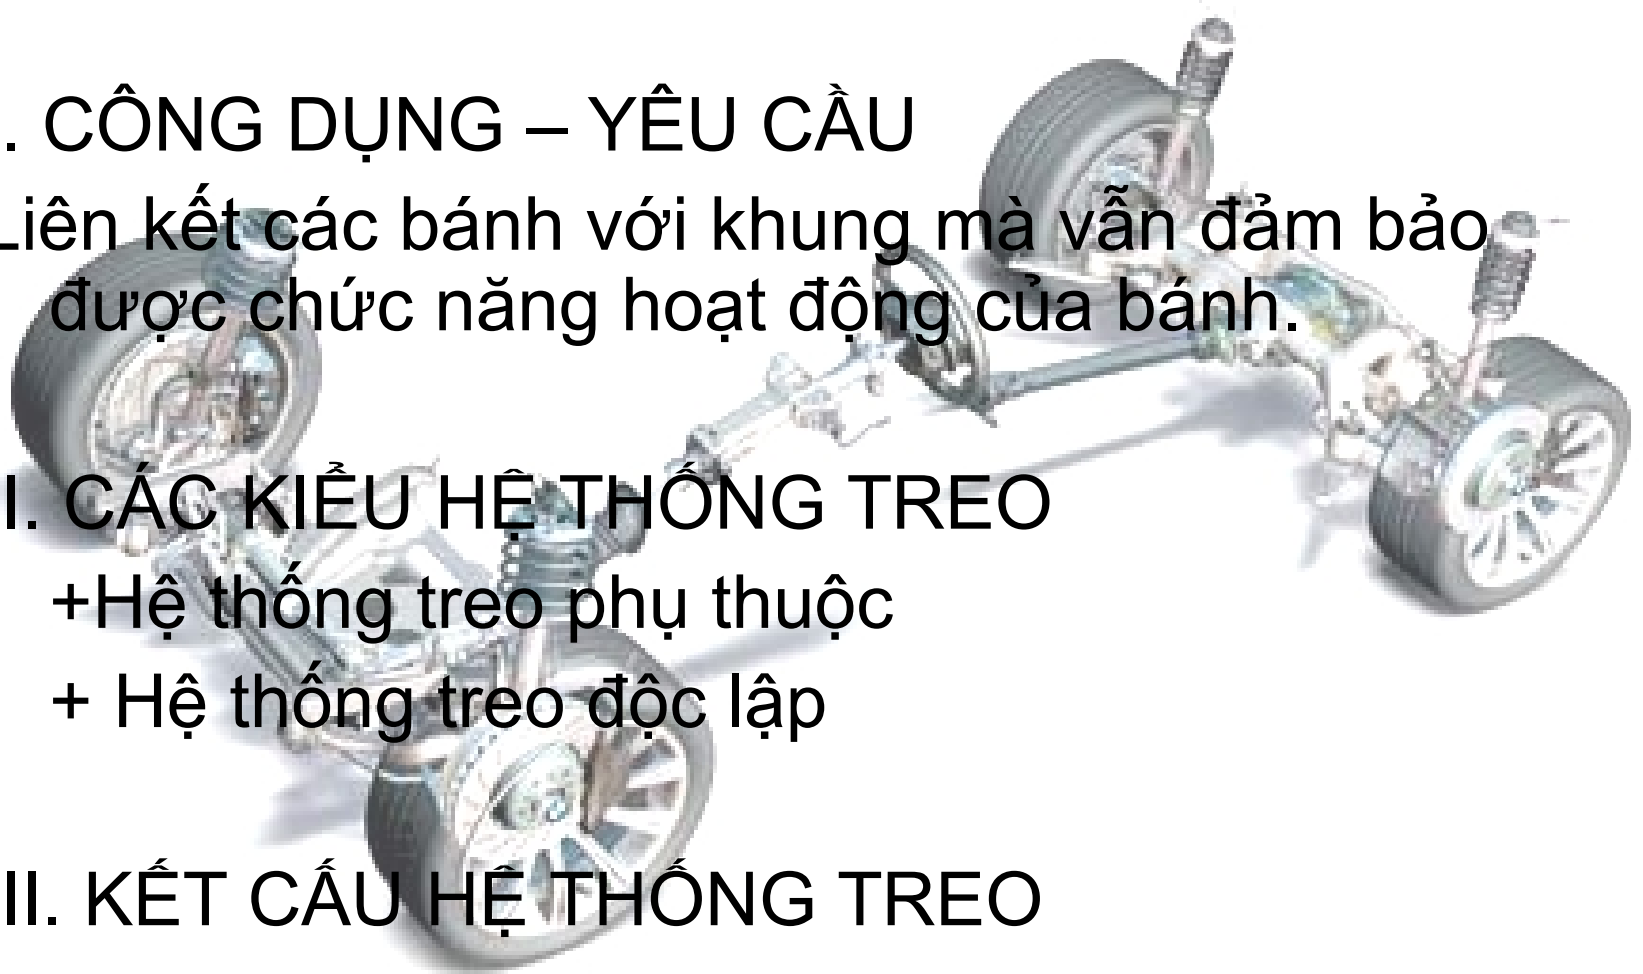 . CÔNG DỤNG – YÊU CẦU
Liên kết các bánh với khung mà vẫn đảm bảo
được chức năng hoạt động của bánh.
I. CÁC KIỂU HỆ THỐNG TREO
+Hệ thống treo phụ thuộc
+ Hệ thống treo độc lập
II. KẾT CẤU HỆ THỐNG TREO